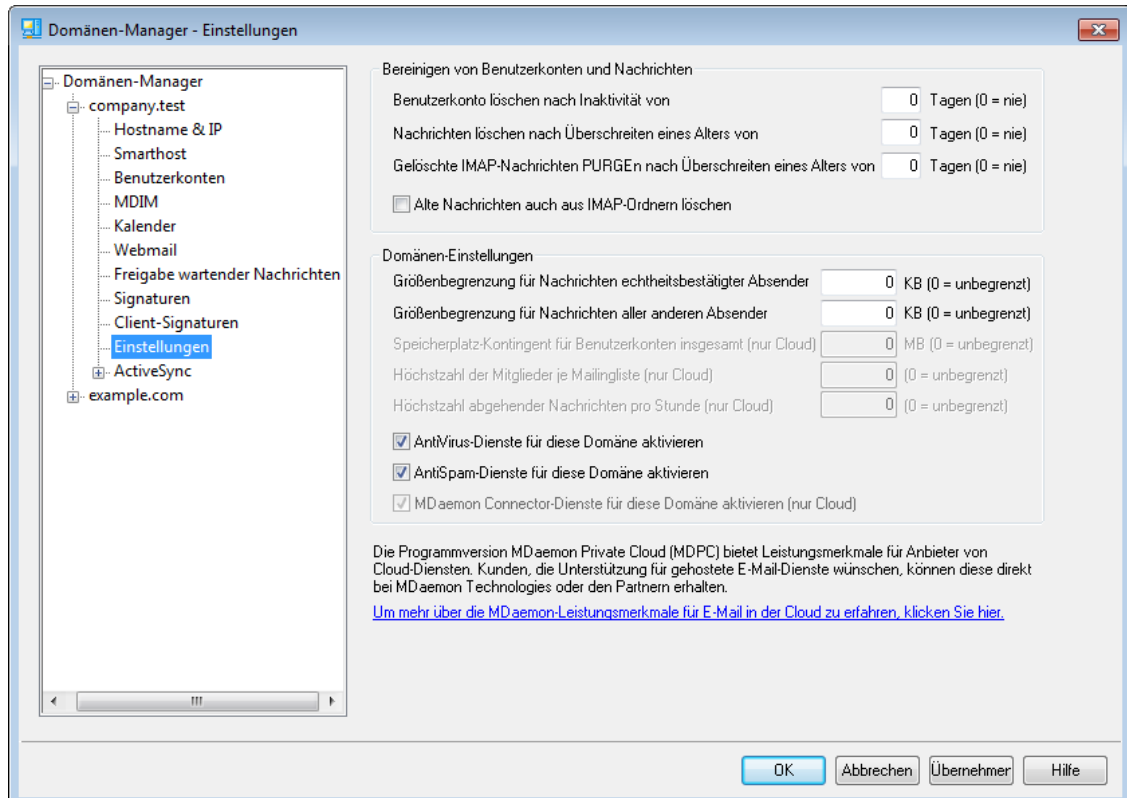 Domänen-Manager - Einstellungen
Domänen-Manager
company.test
Hostname & IP
Smarthost
Benutzerkonten
MDIM
Kalender
Webmail
Freigabe wartender Nachrichten
Signaturen
Client-Signaturen
Einstellungen
ActiveSync
example.com
Bereinigen von Benutzerkonten und Nachrichten
Benutzerkonto löschen nach Inaktivität von 0 Tagen (0 = nie)
Nachrichten löschen nach Überschreiten eines Alters von 0 Tagen (0 = nie)
Gelöschte IMAP-Nachrichten PURGEn nach Überschreiten eines Alters von 0 Tagen (0 = nie)
Alte Nachrichten auch aus IMAP-Ordnern löschen
Domänen-Einstellungen
Größenbegrenzung für Nachrichten echtheitsbestätigter Absender 0 KB (0 = unbegrenzt)
Größenbegrenzung für Nachrichten aller anderen Absender 0 KB (0 = unbegrenzt)
Speicherplatz-Kontingent für Benutzerkonten insgesamt (nur Cloud) 0 MB (0 = unbegrenzt)
Höchstzahl der Mitglieder je Mailingliste (nur Cloud) 0 (0 = unbegrenzt)
Höchstzahl abgehender Nachrichten pro Stunde (nur Cloud) 0 (0 = unbegrenzt)
AntiVirus-Dienste für diese Domäne aktivieren
AntiSpam-Dienste für diese Domäne aktivieren
MDaemon Connector-Dienste für diese Domäne aktivieren (nur Cloud)
Die Programmversion MDaemon Private Cloud (MDPC) bietet Leistungsmerkmale für Anbieter von
Cloud-Diensten. Kunden, die Unterstützung für gehostete E-Mail-Dienste wünschen, können diese direkt
bei MDaemon Technologies oder den Partnern erhalten.
Um mehr über die MDaemon-Leistungsmerkmale für E-Mail in der Cloud zu erfahren, klicken Sie hier.
OK Abbrechen Übernehmer Hilfe